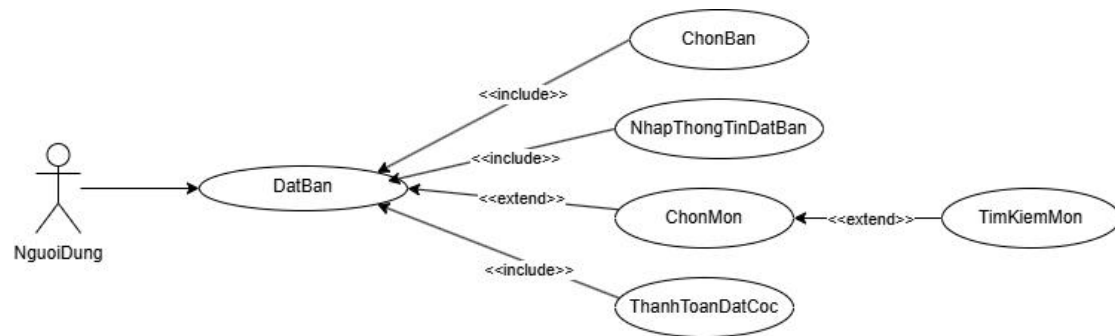 ChonBan
<<include>>
NhapThongTinDatBan
<<include>>
DatBan
<<extend>>
ChonMon
<<extend>>
TimKiemMon
NguoiDung
<<include>>
ThanhToanDatCoc